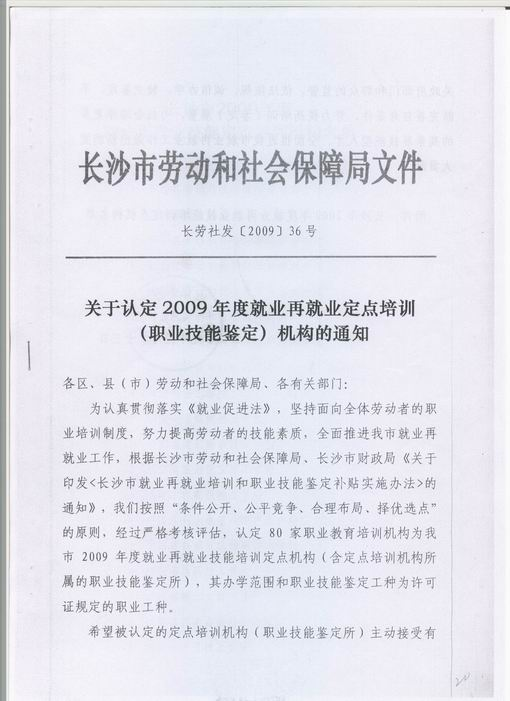 长沙市劳动和社会保障局文件
长劳社发〔2009〕36号
关于认定2009年度就业再就业定点培训
（职业技能鉴定）机构的通知
各区、县（市）劳动和社会保障局、各有关部门：
为认真贯彻落实《就业促进法》，坚持面向全体劳动者的职
业培训制度，努力提高劳动者的技能素质，全面推进我市就业再
就业工作，根据长沙市劳动和社会保障局、长沙市财政局《关于
印发<长沙市就业再就业培训和职业技能鉴定补贴实施办法>的
通知》，我们按照“条件公开、公平竞争、合理布局、择优选点”
的原则，经过严格考核评估，认定80家职业教育培训机构为我
市2009年度就业再就业技能培训定点机构（含定点培训机构所
属的职业技能鉴定所），其办学范围和职业技能鉴定工种为许可
证规定的职业工种。
希望被认定的定点培训机构（职业技能鉴定所）主动接受有